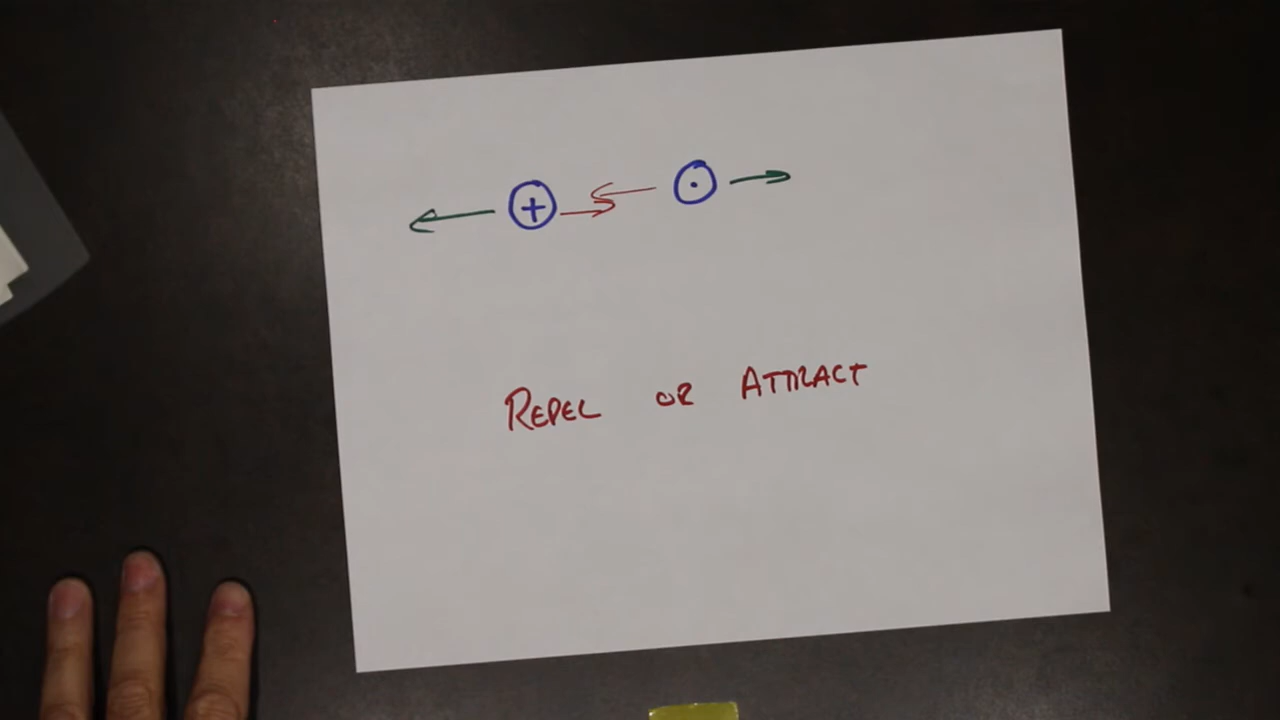 + ·
REPEL OR ATTRACT